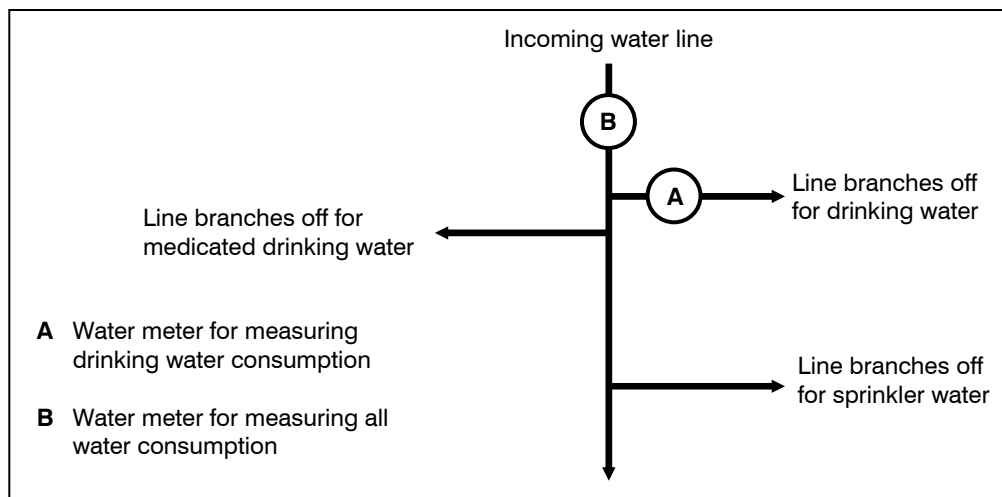 Incoming water line
B
A
Line branches off
for drinking water
Line branches off for
medicated drinking water
A Water meter for measuring
drinking water consumption
Line branches off
for sprinkler water
B Water meter for measuring all
water consumption